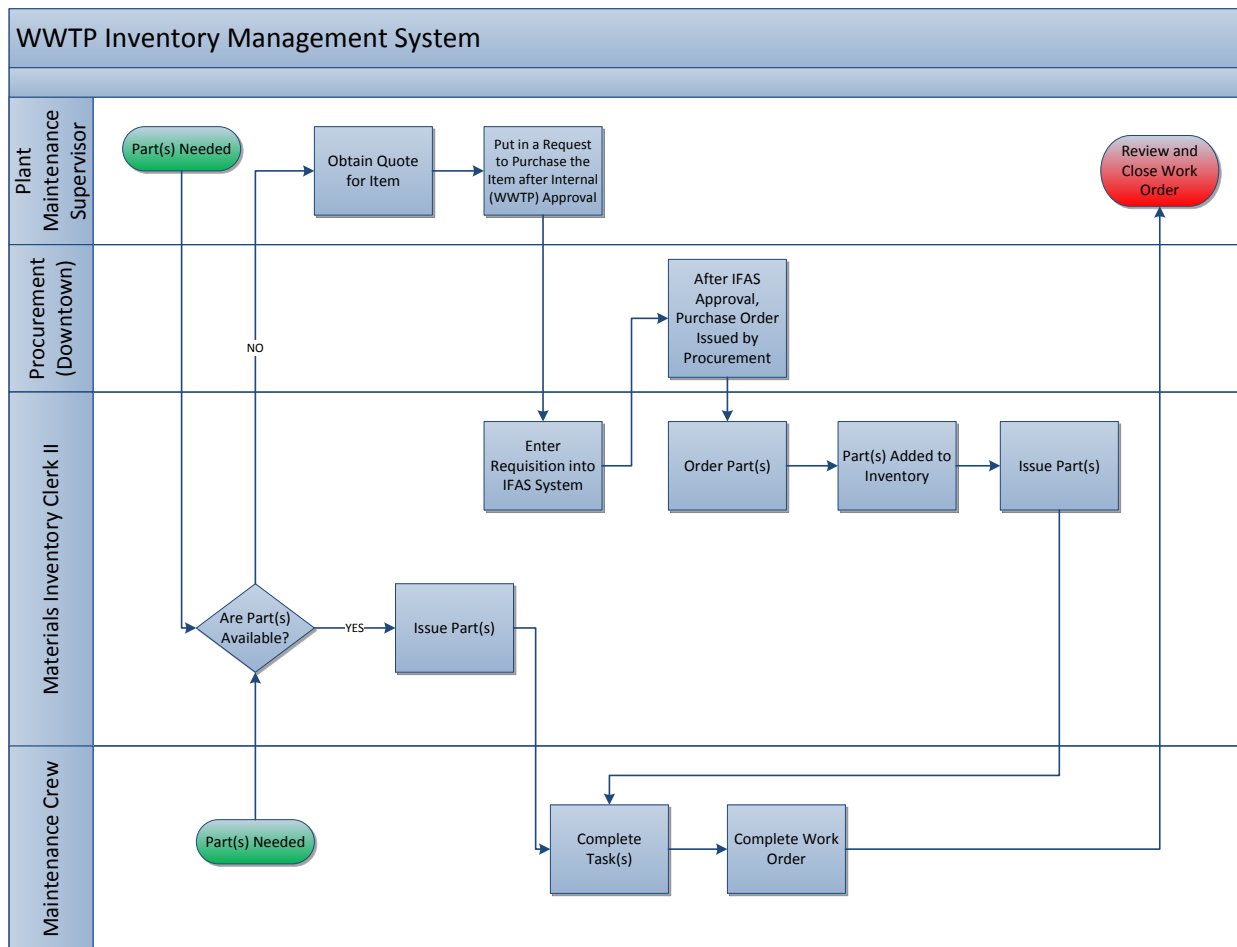 WWTP Inventory Management System
Plant
Maintenance
Supervisor
Part(s) Needed
Obtain Quote
for Item
Put in a Request
to Purchase the
Item after Internal
(WWTP) Approval
Review and
Close Work
Order
Procurement
(Downtown)
NO
After IFAS
Approval,
Purchase Order
Issued by
Procurement
Materials Inventory Clerk II
Enter
Requisition into
IFAS System
Order Part(s)
Part(s) Added to
Inventory
Issue Part(s)
Are Part(s)
Available?
YES
Issue Part(s)
Maintenance Crew
Part(s) Needed
Complete
Task(s)
Complete Work
Order